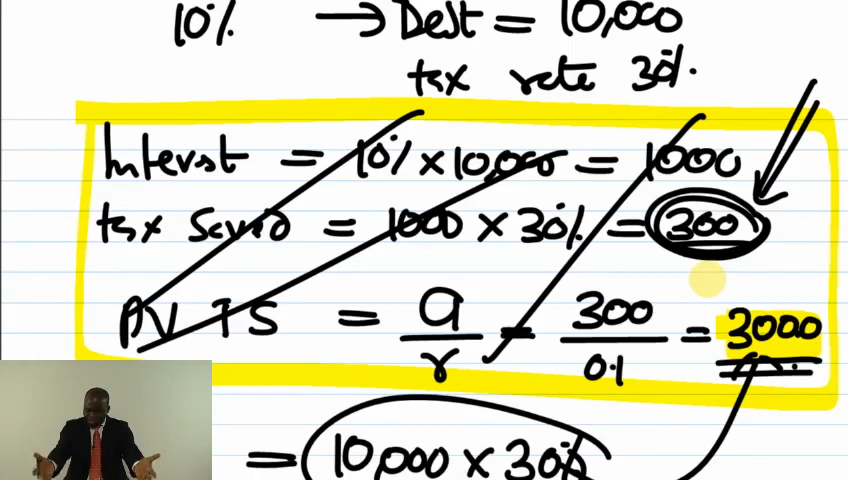 10% → Debt = 10,000
tax rate 30%.
Interst = 10% × 10,000 = 1000
tax Saved = 1000 × 30% = 300
PV TS = a/r = 300/0.1 = 3000
= 10,000 × 30%